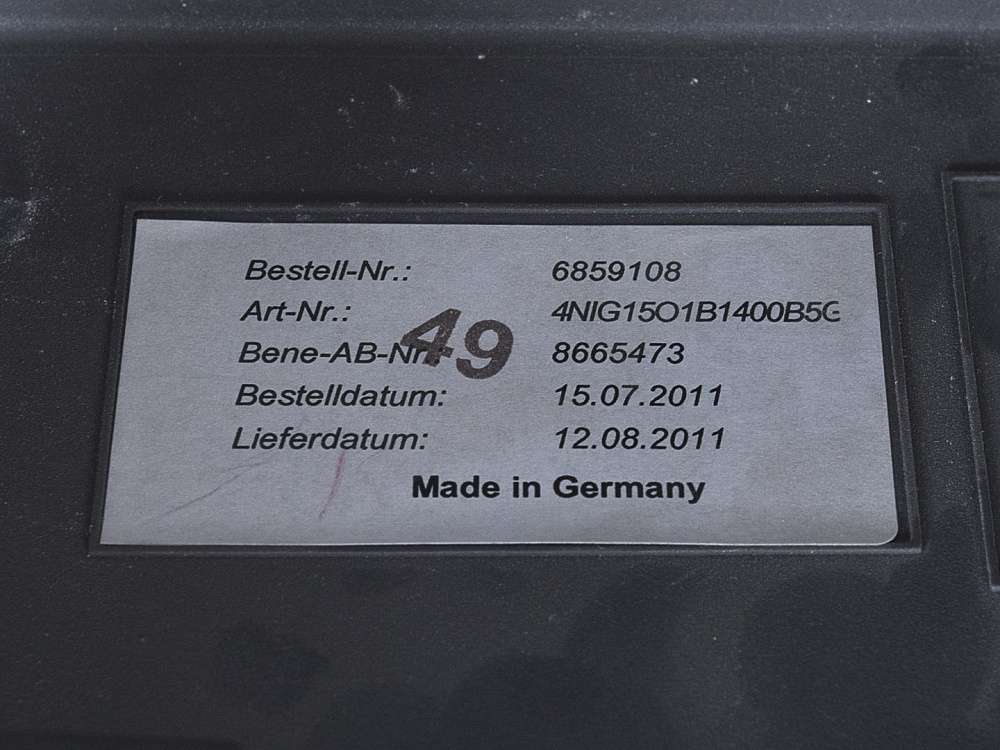 Bestell-Nr.: 6859108
Art-Nr.: 4NIG15O1B1400B5G
49
Bene-AB-Nr.: 8665473
Bestelldatum: 15.07.2011
Lieferdatum: 12.08.2011
Made in Germany